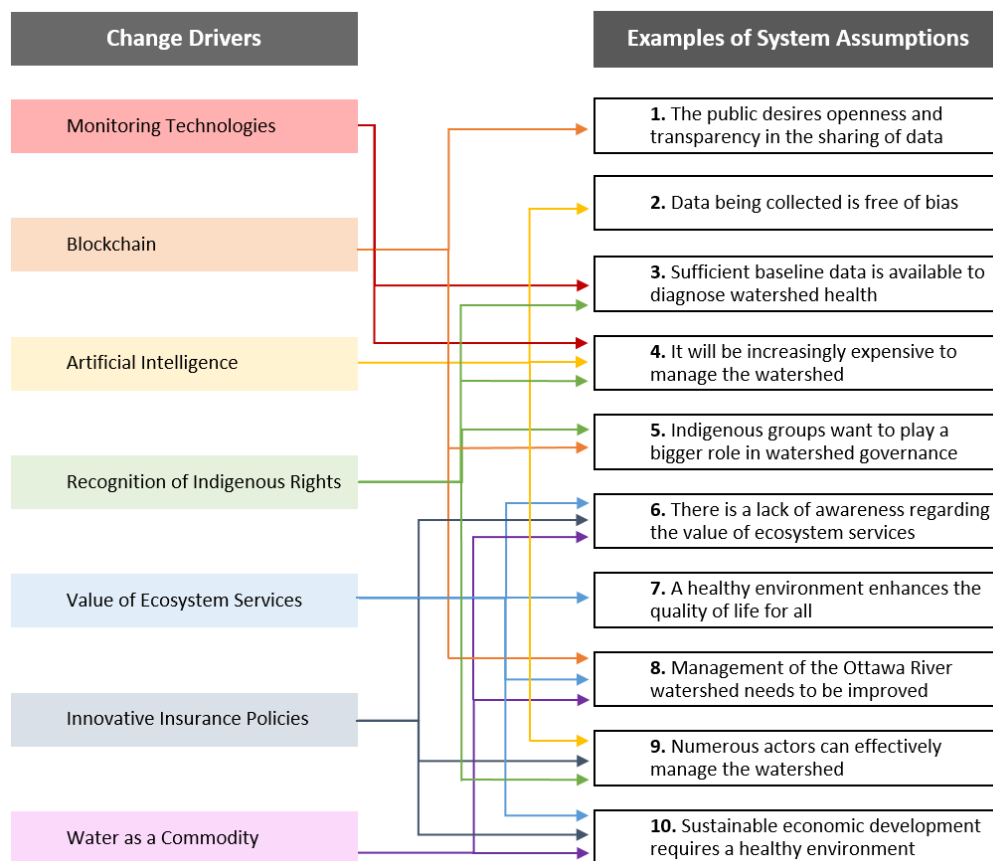 Change Drivers
Monitoring Technologies
Blockchain
Artificial Intelligence
Recognition of Indigenous Rights
Value of Ecosystem Services
Innovative Insurance Policies
Water as a Commodity
Examples of System Assumptions
1. The public desires openness and
transparency in the sharing of data
2. Data being collected is free of bias
3. Sufficient baseline data is available to
diagnose watershed health
4. It will be increasingly expensive to
manage the watershed
5. Indigenous groups want to play a
bigger role in watershed governance
6. There is a lack of awareness regarding
the value of ecosystem services
7. A healthy environment enhances the
quality of life for all
8. Management of the Ottawa River
watershed needs to be improved
9. Numerous actors can effectively
manage the watershed
10. Sustainable economic development
requires a healthy environment